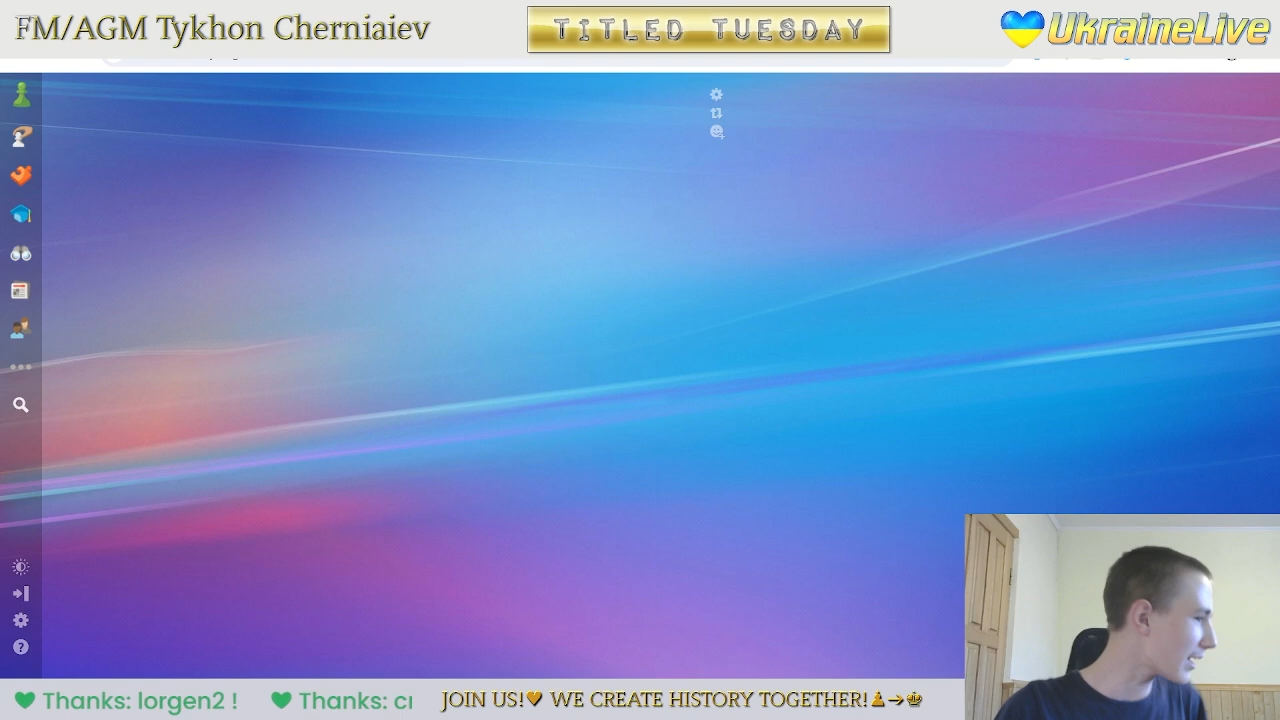 FM/AGM Tykhon Cherniaiev
TITLED TUESDAY
UkraineLive
Thanks: lorgen2 !
Thanks:
JOIN US! WE CREATE HISTORY TOGETHER!